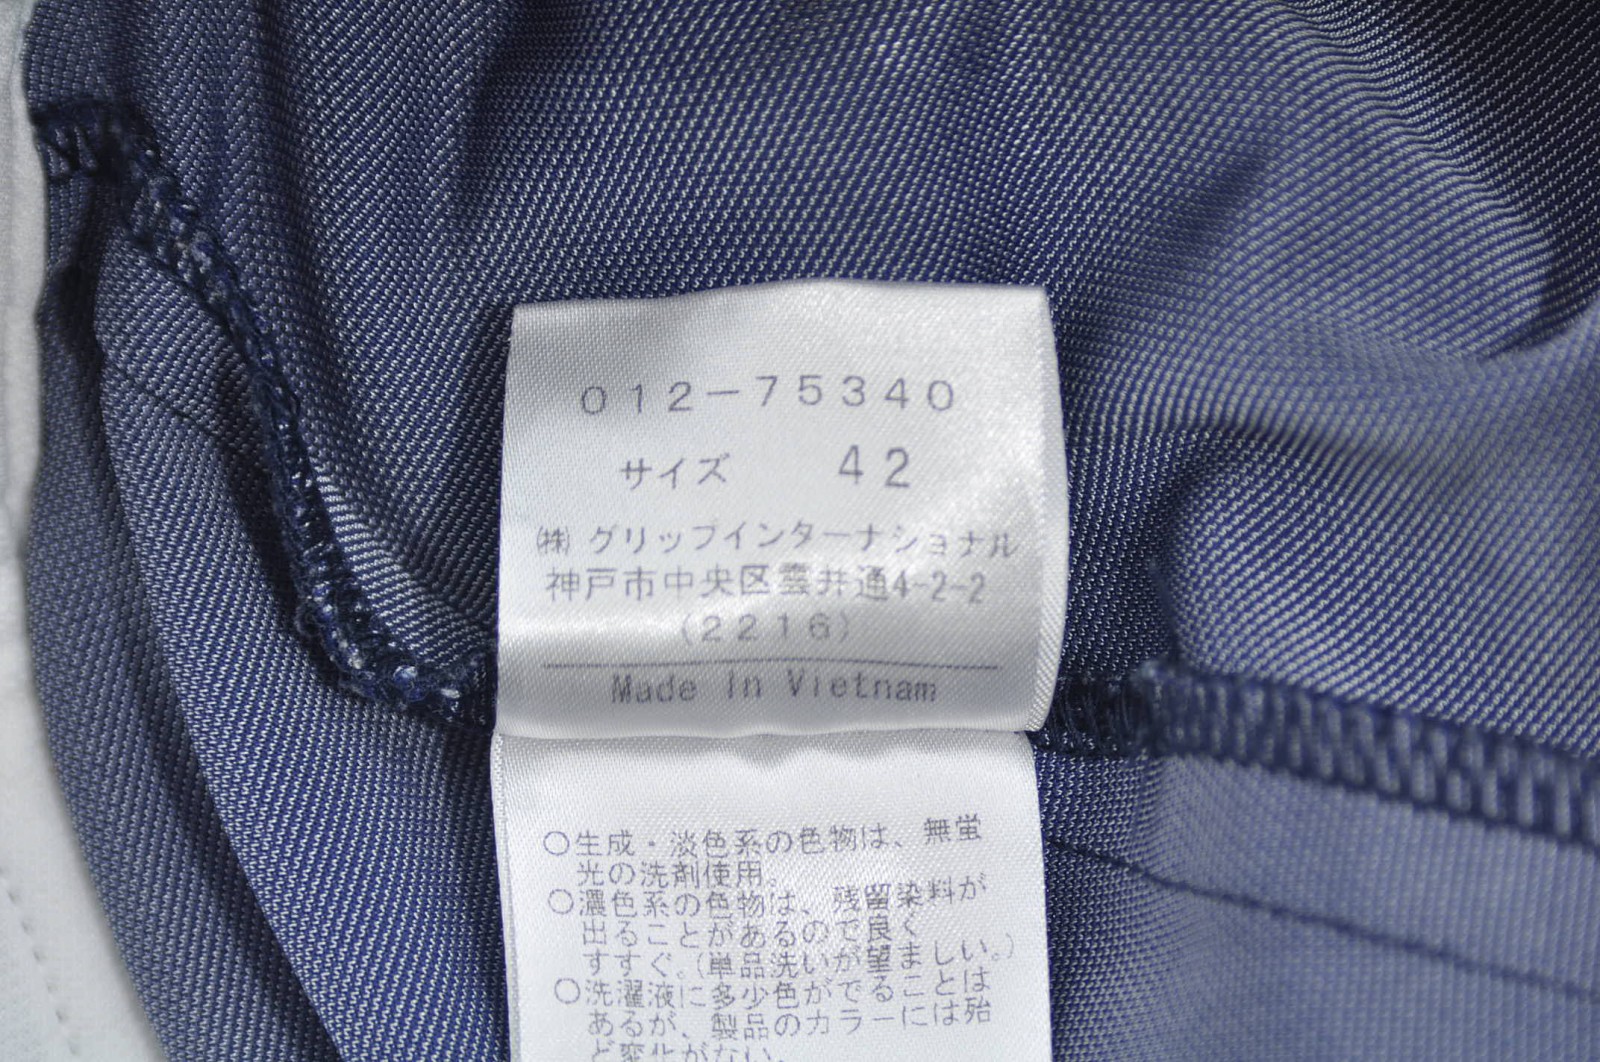 012-75340
サイズ 42
㈱グリップインターナショナル
神戸市中央区雲井通4-2-2
(2216)
Made in Vietnam
○生成・淡色系の色物は、無蛍
光の洗剤使用。
○濃色系の色物は、残留染料が
出ることがあるので良く
すすぐ。(単品洗いが望ましい。)
○洗濯液に多少色がでることは
あるが、製品のカラーには殆
ど変化がない。